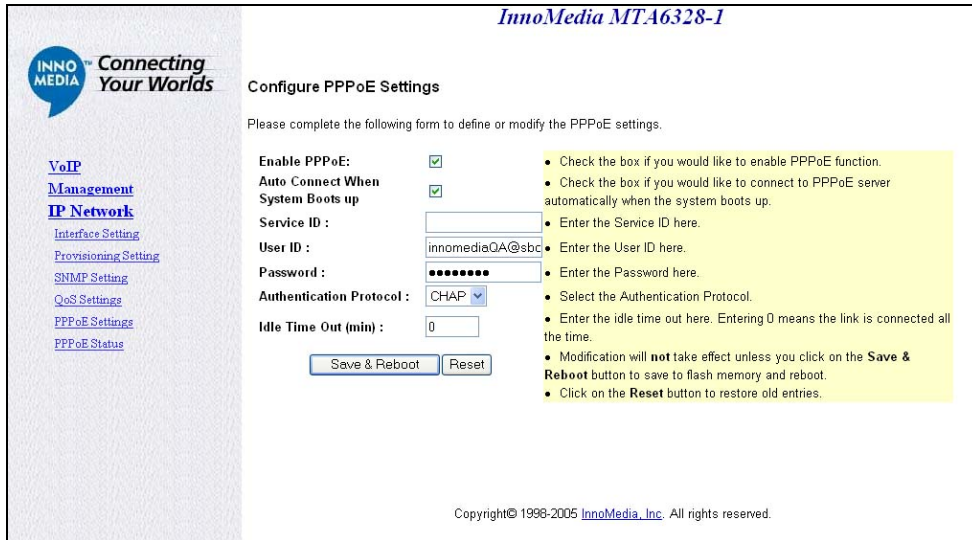 InnoMedia MTA6328-1
INNO MEDIA ™
Connecting
Your Worlds
VoIP
Management
IP Network
Interface Setting
Provisioning Setting
SNMP Setting
QoS Settings
PPPoE Settings
PPPoE Status
Configure PPPoE Settings
Please complete the following form to define or modify the PPPoE settings.
Enable PPPoE:
• Check the box if you would like to enable PPPoE function.
Auto Connect When
System Boots up
• Check the box if you would like to connect to PPPoE server
automatically when the system boots up.
Service ID :
• Enter the Service ID here.
User ID : innomediaQA@sbc
• Enter the User ID here.
Password : ••••••••
• Enter the Password here.
Authentication Protocol : CHAP
• Select the Authentication Protocol.
Idle Time Out (min) : 0
• Enter the idle time out here. Entering 0 means the link is connected all
the time.
Save & Reboot Reset
• Modification will not take effect unless you click on the Save &
Reboot button to save to flash memory and reboot.
• Click on the Reset button to restore old entries.
Copyright© 1998-2005 InnoMedia, Inc. All rights reserved.